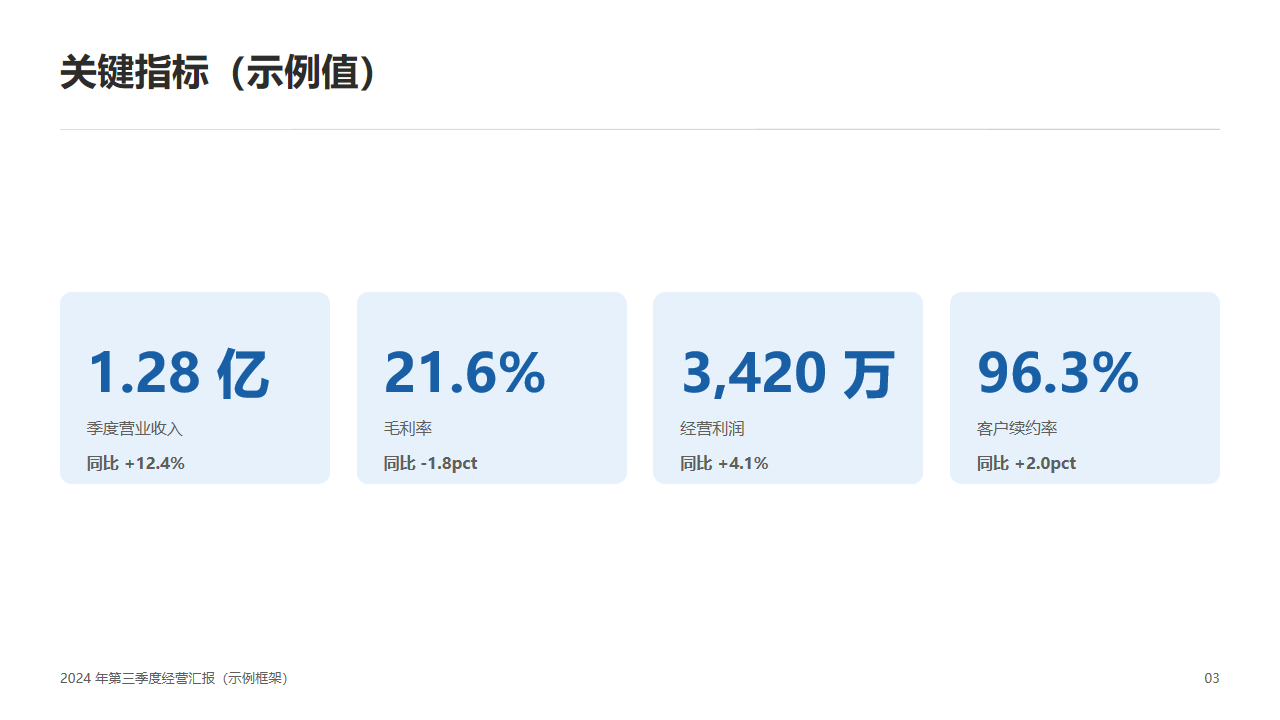 关键指标（示例值）
1.28 亿
季度营业收入
同比 +12.4%
21.6%
毛利率
同比 -1.8pct
3,420 万
经营利润
同比 +4.1%
96.3%
客户续约率
同比 +2.0pct
2024 年第三季度经营汇报（示例框架）
03